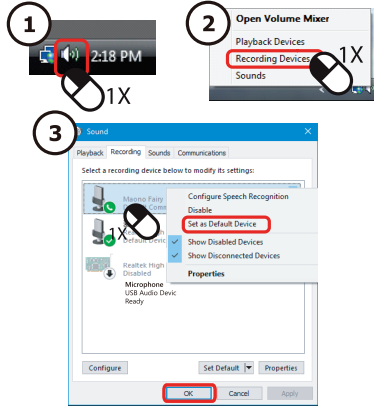 1
2:18 PM
1X
2
Open Volume Mixer
Playback Devices
Recording Devices
Sounds
1X
3
Sound
Playback Recording Sounds Communications
Select a recording device below to modify its settings:
Maono Fairy
Configure Speech Recognition
Disable
Set as Default Device
Show Disabled Devices
Show Disconnected Devices
Properties
1X
High
Default Devic
Realtek High
Disabled
Microphone
USB Audio Devic
Ready
Configure Set Default Properties
OK Cancel Apply